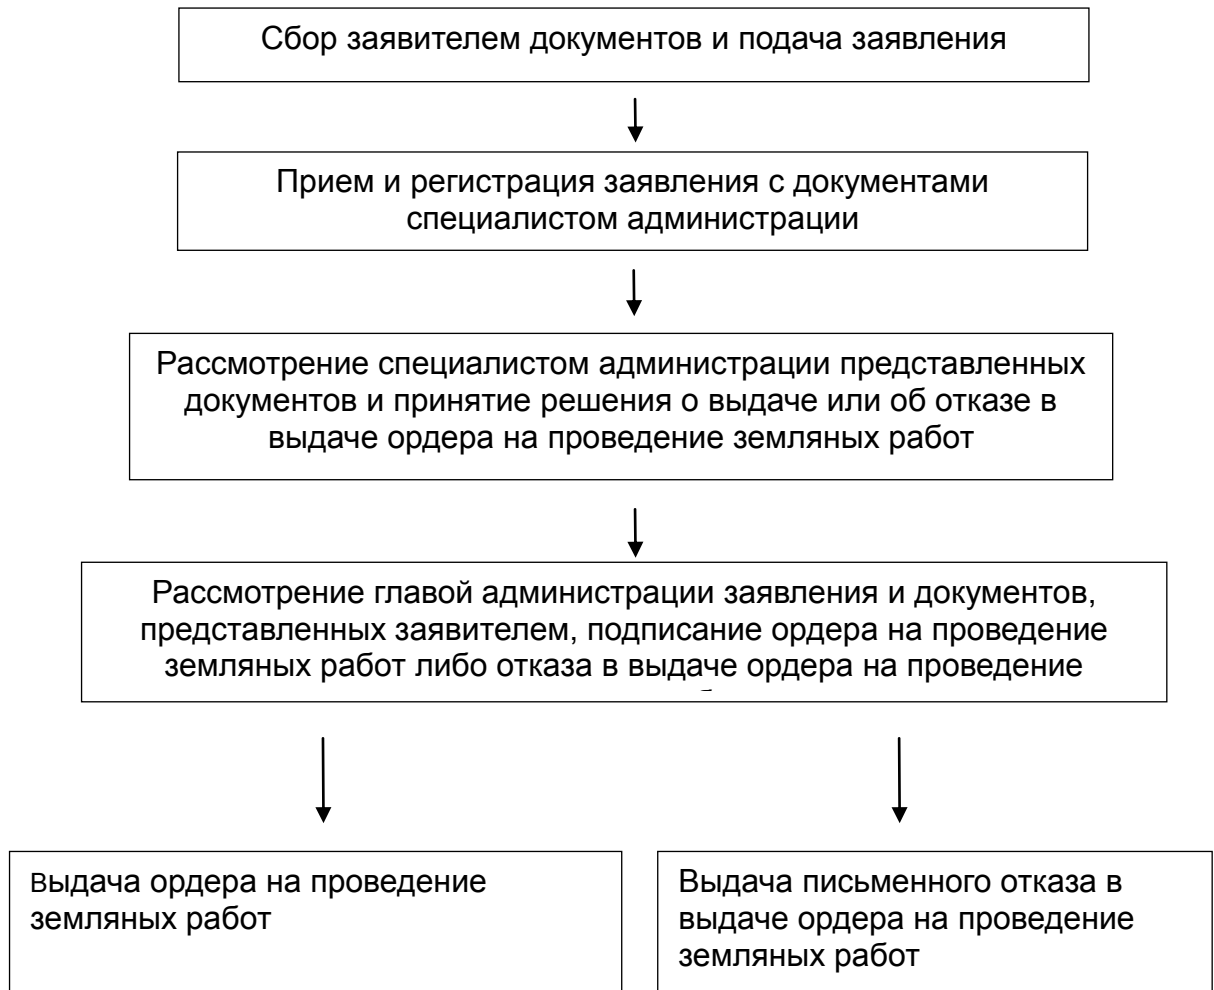 Сбор заявителем документов и подача заявления
Прием и регистрация заявления с документами
специалистом администрации
Рассмотрение специалистом администрации представленных
документов и принятие решения о выдаче или об отказе в
выдаче ордера на проведение земляных работ
Рассмотрение главой администрации заявления и документов,
представленных заявителем, подписание ордера на проведение
земляных работ либо отказа в выдаче ордера на проведение
Выдача ордера на проведение
земляных работ
Выдача письменного отказа в
выдаче ордера на проведение
земляных работ